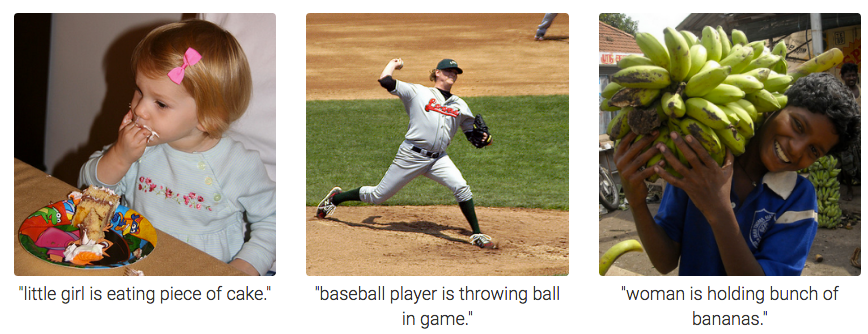 "little girl is eating piece of cake."
"baseball player is throwing ball
in game."
"woman is holding bunch of
bananas."